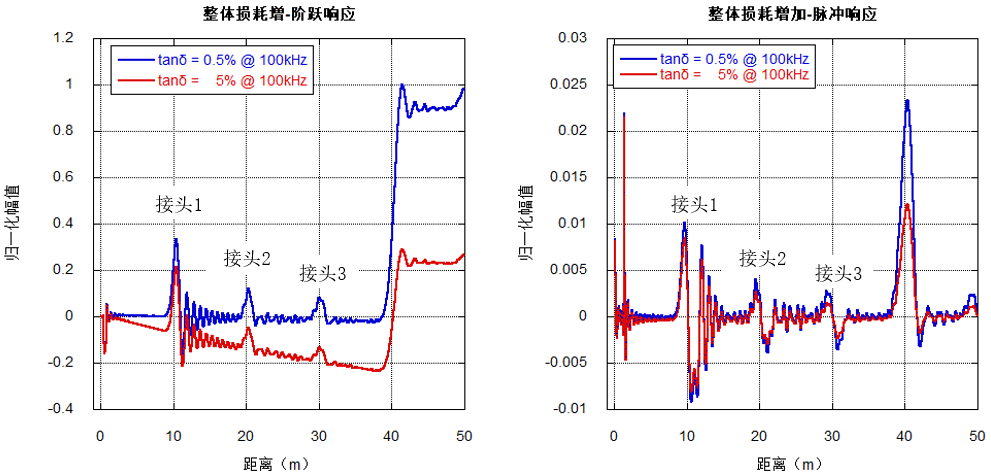 整体损耗增-阶跃响应
tanδ = 0.5% @ 100kHz
tanδ = 5% @ 100kHz
接头1
接头2
接头3
归一化幅值
1.2
1
0.8
0.6
0.4
0.2
0
-0.2
-0.4
0 10 20 30 40 50
距离（m）
整体损耗增加-脉冲响应
tanδ = 0.5% @ 100kHz
tanδ = 5% @ 100kHz
接头1
接头2
接头3
归一化幅值
0.03
0.025
0.02
0.015
0.01
0.005
0
-0.005
-0.01
0 10 20 30 40 50
距离（m）